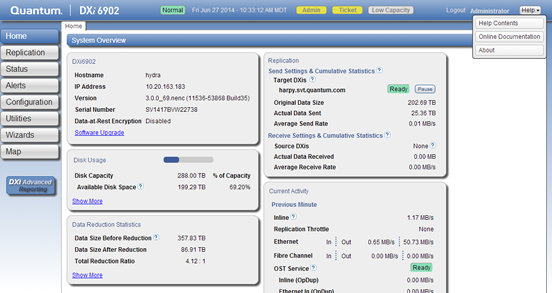 Quantum. DXi 6902 Normal Fri Jun 27 2014 - 10:33:12 AM MDT Admin Ticket Low Capacity Logout Administrator Help
Help Contents
Online Documentation
About
Home
Replication
Status
Alerts
Configuration
Utilities
Wizards
Map
DXi Advanced
Reporting
Home
System Overview
DXi6902
Hostname hydra
IP Address 10.20.163.183
Version 3.0.0_69.nenc (11536-53868 Build35)
Serial Number SV1417BVW22738
Data-at-Rest Encryption Disabled
Software Upgrade
Disk Usage
Disk Capacity 288.00 TB % of Capacity
Available Disk Space ? 199.29 TB 69.20%
Show More
Data Reduction Statistics
Data Size Before Reduction ? 357.83 TB
Data Size After Reduction 86.91 TB
Total Reduction Ratio 4.12 : 1
Show More
Replication
Send Settings & Cumulative Statistics ?
Target DXis ?
harpy.svt.quantum.com Ready Pause
Original Data Size 202.69 TB
Actual Data Sent 25.36 TB
Average Send Rate 0.01 MB/s
Receive Settings & Cumulative Statistics ?
Source DXis None ?
Actual Data Received 0.00 MB
Average Receive Rate 0.00 MB/s
Current Activity
Previous Minute
Inline ? 1.17 MB/s
Replication Throttle None
Ethernet In Out 0.65 MB/s 50.73 MB/s
Fibre Channel In Out 0.00 MB/s 0.00 MB/s
OST Service ? Ready
Inline (OpDup) 0.00 MB/s
Ethernet In (OpDup) 0.00 MB/s